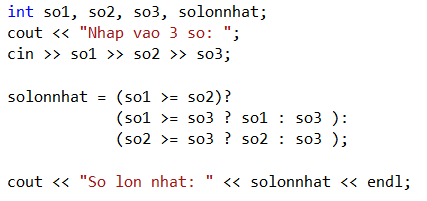 int so1, so2, so3, solonnhat;
cout << "Nhap vao 3 so: ";
cin >> so1 >> so2 >> so3;
solonnhat = (so1 >= so2)?
(so1 >= so3 ? so1 : so3 ):
(so2 >= so3 ? so2 : so3 );
cout << "So lon nhat: " << solonnhat << endl;